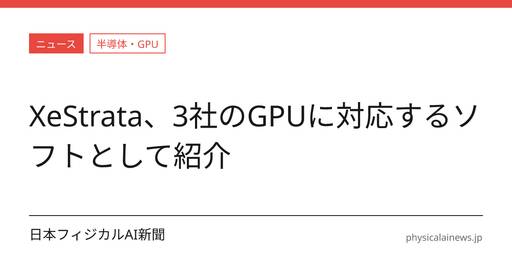 ニュース 半導体・GPU
XeStrata、3社のGPUに対応するソ
フトとして紹介
日本フィジカルAI新聞 physicalainews.jp